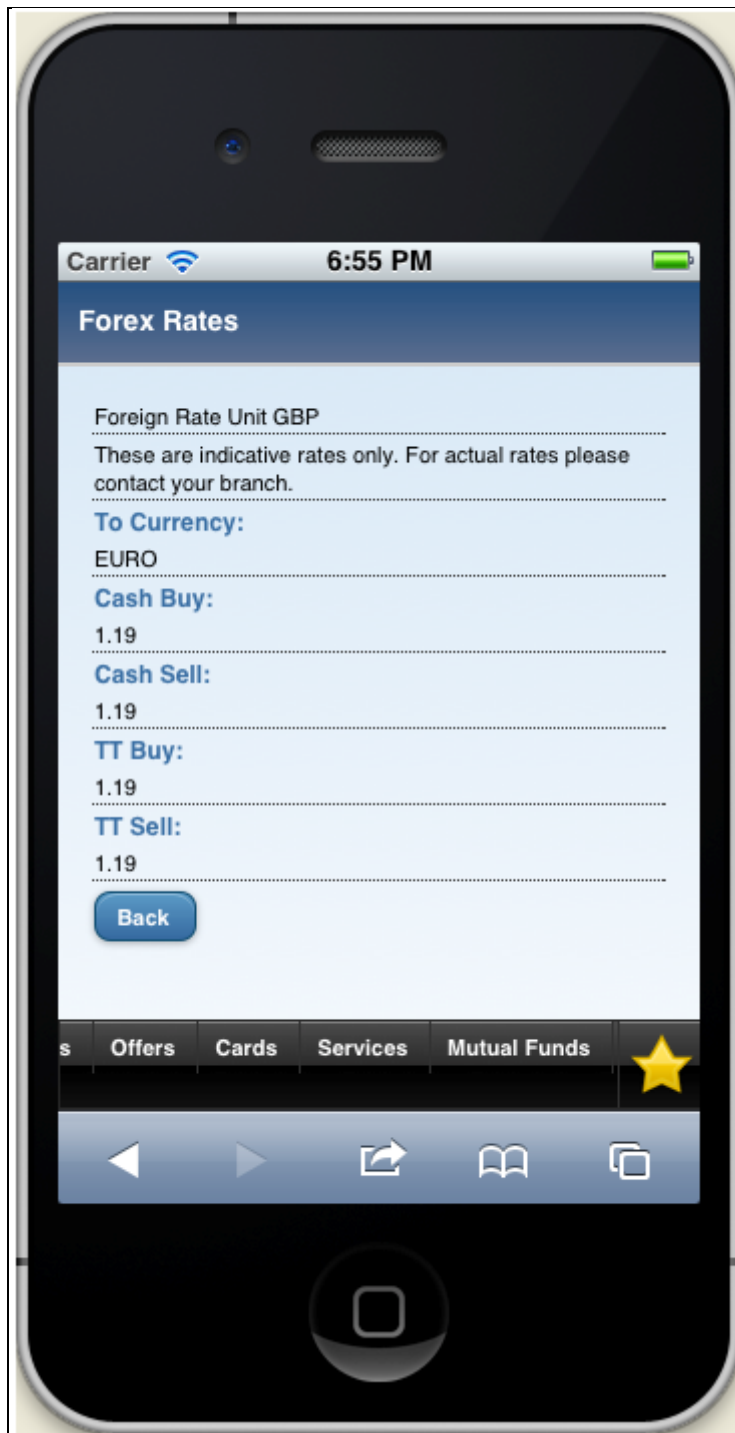 Carrier 6:55 PM
Forex Rates
Foreign Rate Unit GBP
These are indicative rates only. For actual rates please
contact your branch.
To Currency:
EURO
Cash Buy:
1.19
Cash Sell:
1.19
TT Buy:
1.19
TT Sell:
1.19
Back
s Offers Cards Services Mutual Funds